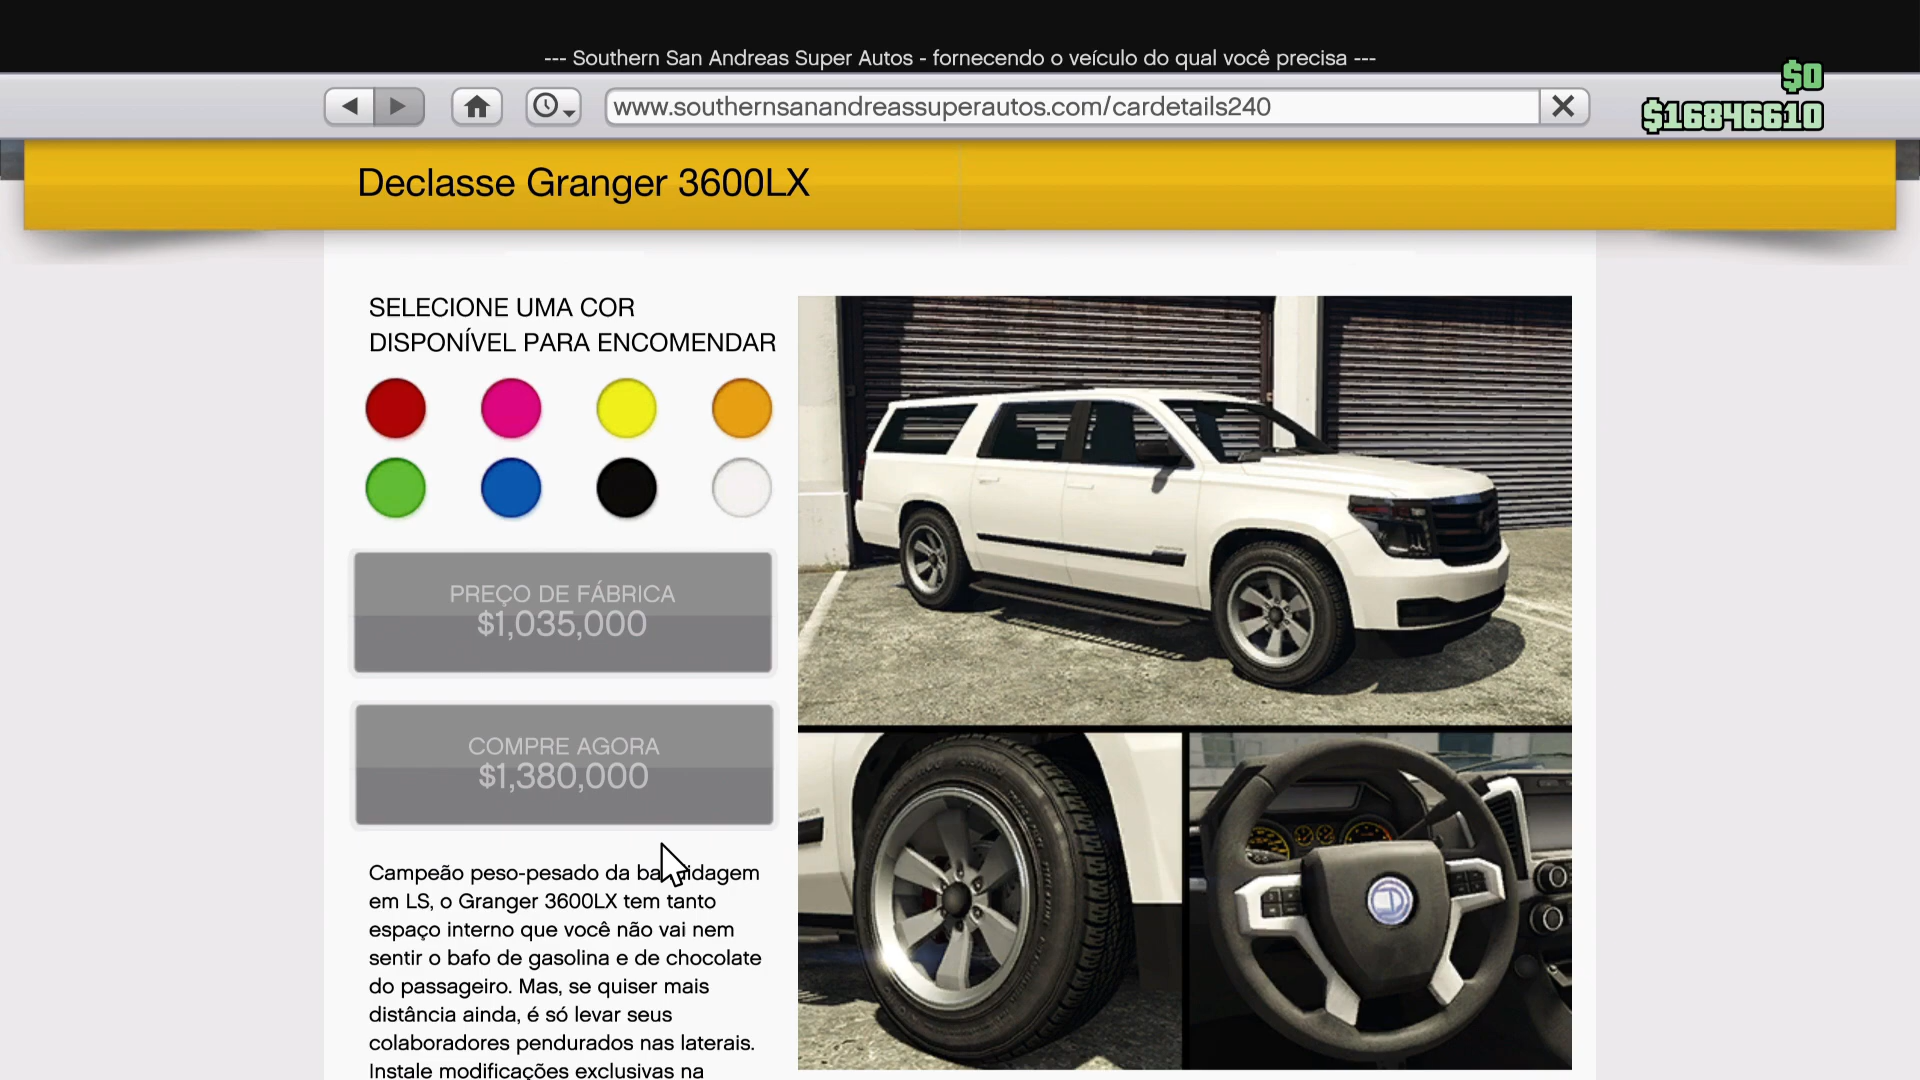 --- Southern San Andreas Super Autos - fornecendo o veículo do qual você precisa ---
$0
www.southernsanandreassuperautos.com/cardetails240
$16846610
Declasse Granger 3600LX
SELECIONE UMA COR
DISPONÍVEL PARA ENCOMENDAR
PREÇO DE FÁBRICA
$1,035,000
COMPRE AGORA
$1,380,000
Campeão peso-pesado da bandidagem
em LS, o Granger 3600LX tem tanto
espaço interno que você não vai nem
sentir o bafo de gasolina e de chocolate
do passageiro. Mas, se quiser mais
distância ainda, é só levar seus
colaboradores pendurados nas laterais.
Instale modificações exclusivas na